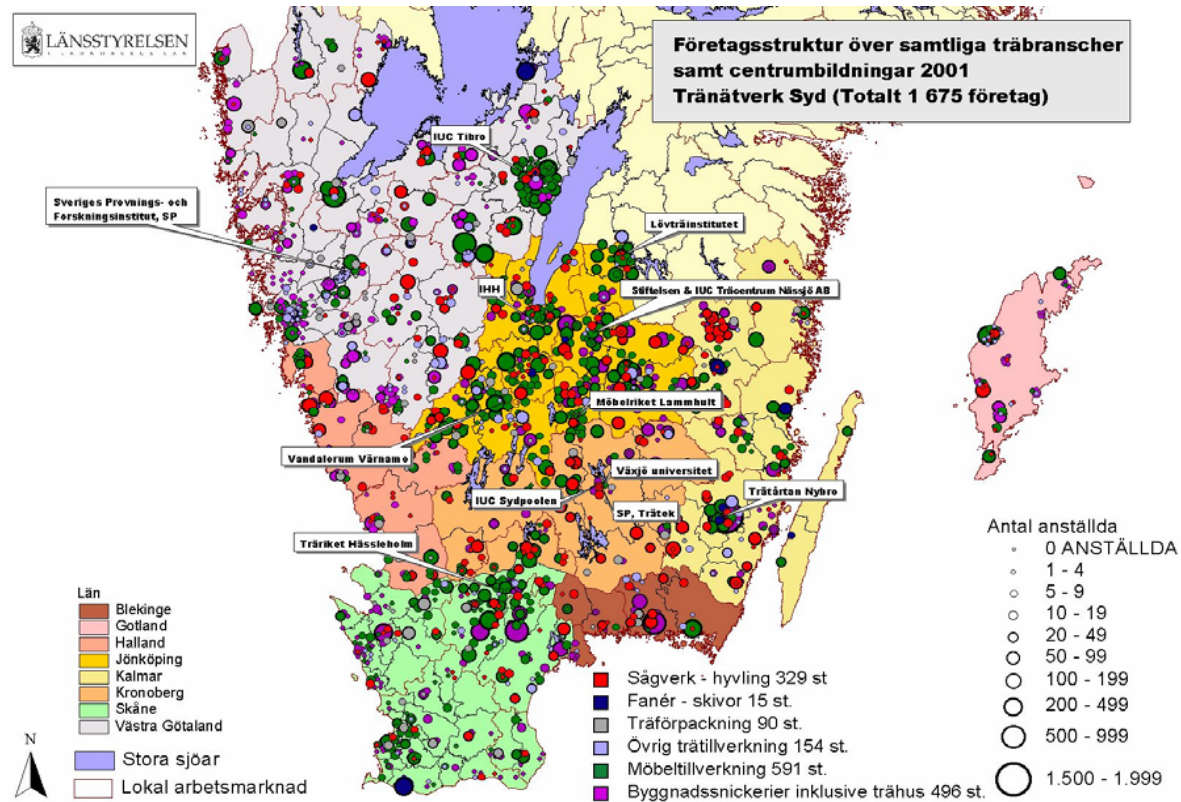 LÄNSSTYRELSEN
Företagsstruktur över samtliga träbranscher
samt centrumbildningar 2001
Tränätverk Syd (Totalt 1 675 företag)
IUC Tibro
Sveriges Provnings- och
Forskningsinstitut, SP
Lövträinstitutet
IHH
Stiftelsen & IUC Träcentrum Nässjö AB
Möbelriket Lammhult
Vandalorum Värnamo
Växjö universitet
IUC Sydpoolen
Trätårtan Nybro
SP, Trätek
Träriket Hässleholm
Län
Blekinge
Gotland
Halland
Jönköping
Kalmar
Kronoberg
Skåne
Västra Götaland
N
Stora sjöar
Lokal arbetsmarknad
Sågverk - hyvling 329 st
Fanér - skivor 15 st.
Träförpackning 90 st.
Övrig trätillverkning 154 st.
Möbeltillverkning 591 st.
Byggnadssnickerier inklusive trähus 496 st.
Antal anställda
0 ANSTÄLLDA
1 - 4
5 - 9
10 - 19
20 - 49
50 - 99
100 - 199
200 - 499
500 - 999
1.500 - 1.999